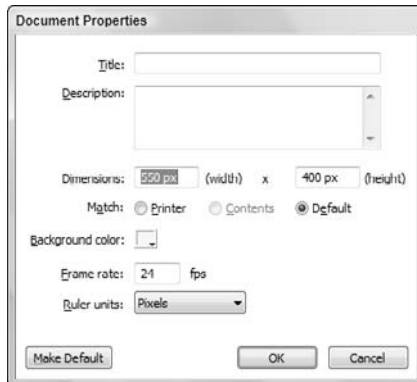 Document Properties
Title:
Description:
Dimensions: 550 px (width) x 400 px (height)
Match: Printer Contents Default
Background color:
Frame rate: 24 fps
Ruler units: Pixels
Make Default OK Cancel